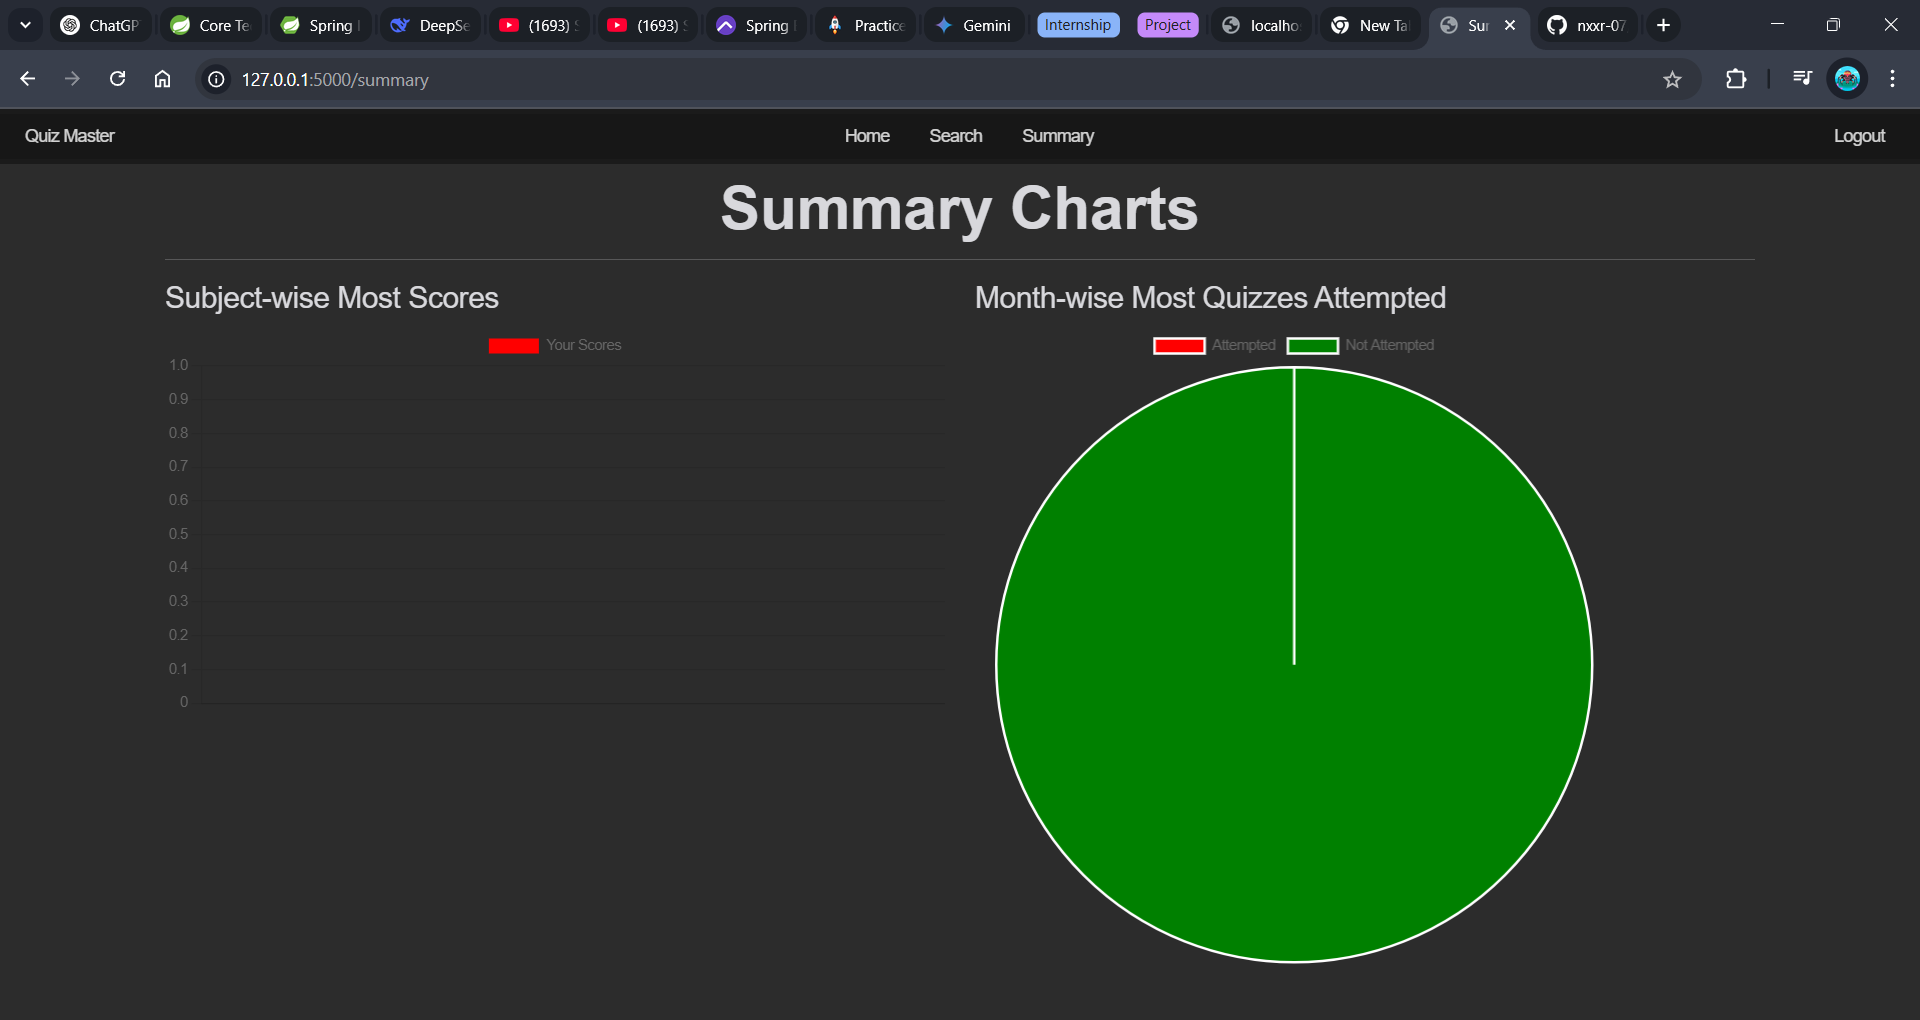 ChatGP
Core Te
Spring
DeepSe
(1693)
(1693)
Spring
Practice
Gemini
Internship
Project
localho
New Ta
Su
nxxr-07
127.0.0.1:5000/summary
Quiz Master
Home
Search
Summary
Logout
Summary Charts
Subject-wise Most Scores
Your Scores
1.0
0.9
0.8
0.7
0.6
0.5
0.4
0.3
0.2
0.1
0
Month-wise Most Quizzes Attempted
Attempted
Not Attempted